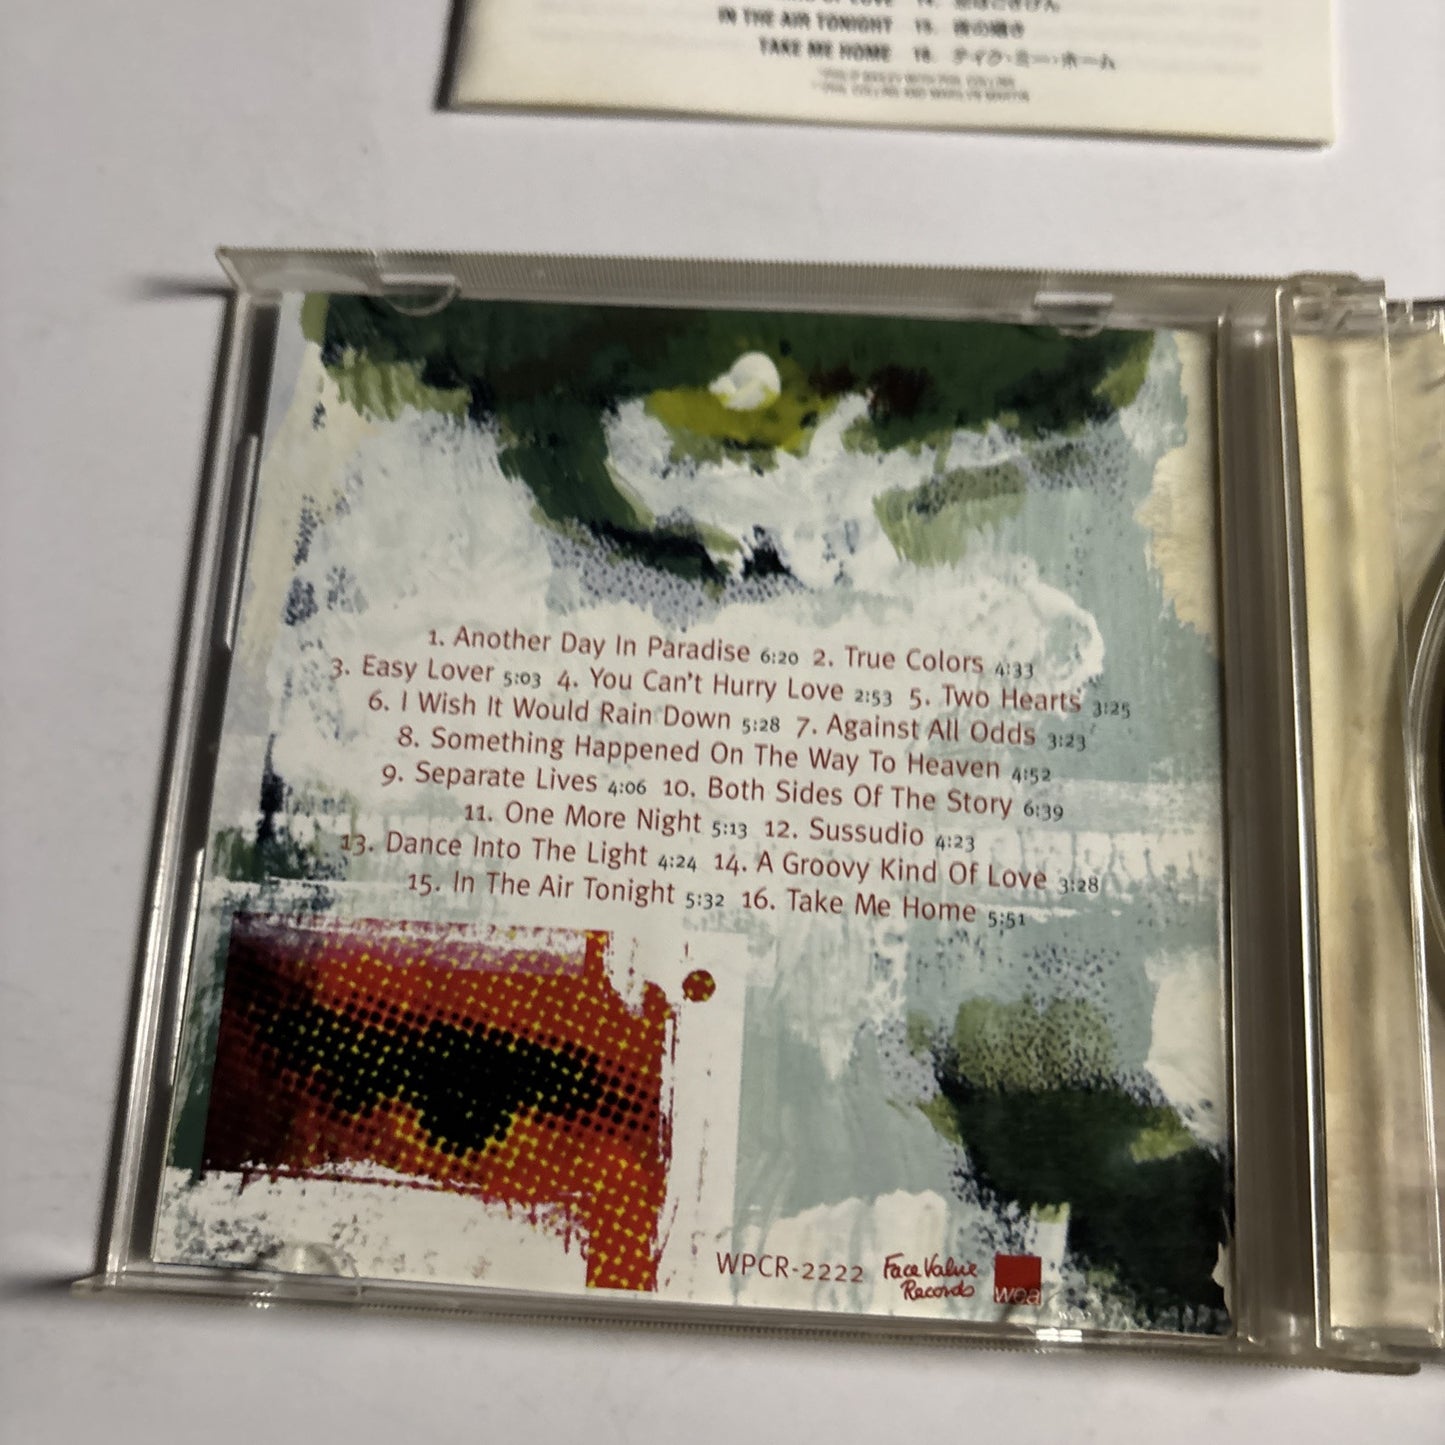 IN THE AIR TONIGHT 15. 夜の囁き
TAKE ME HOME 16. テイク・ミー・ホーム
1. Another Day In Paradise 6:20 2. True Colors 4:33
3. Easy Lover 5:03 4. You Can't Hurry Love 2:53 5. Two Hearts 3:25
6. I Wish It Would Rain Down 5:28 7. Against All Odds 3:23
8. Something Happened On The Way To Heaven 4:52
9. Separate Lives 4:06 10. Both Sides Of The Story 6:39
11. One More Night 5:13 12. Sussudio 4:23
13. Dance Into The Light 4:24 14. A Groovy Kind Of Love 3:28
15. In The Air Tonight 5:32 16. Take Me Home 5:51
WPCR-2222 Face Value Records wea